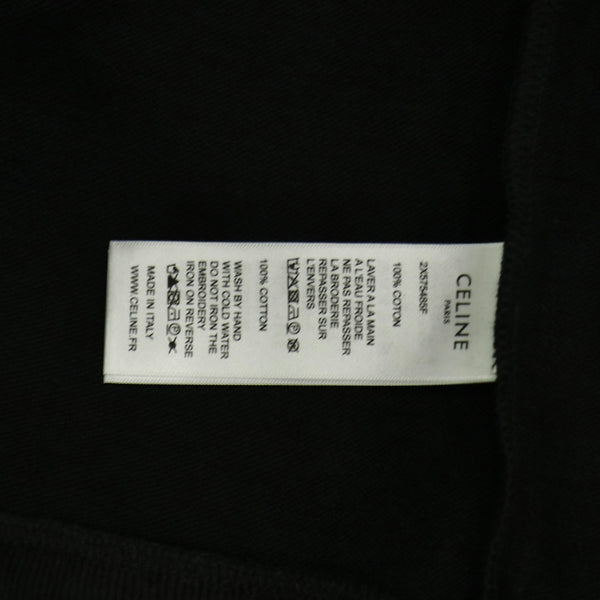 CELINE
PARIS
2X575485F
100% COTON
LAVER A LA MAIN
A L'EAU FROIDE
NE PAS REPASSER
LA BRODERIE
REPASSER SUR
L'ENVERS
100% COTTON
WASH BY HAND
WITH COLD WATER
DO NOT IRON THE
EMBROIDERY
IRON ON REVERSE
MADE IN ITALY
WWW.CELINE.FR